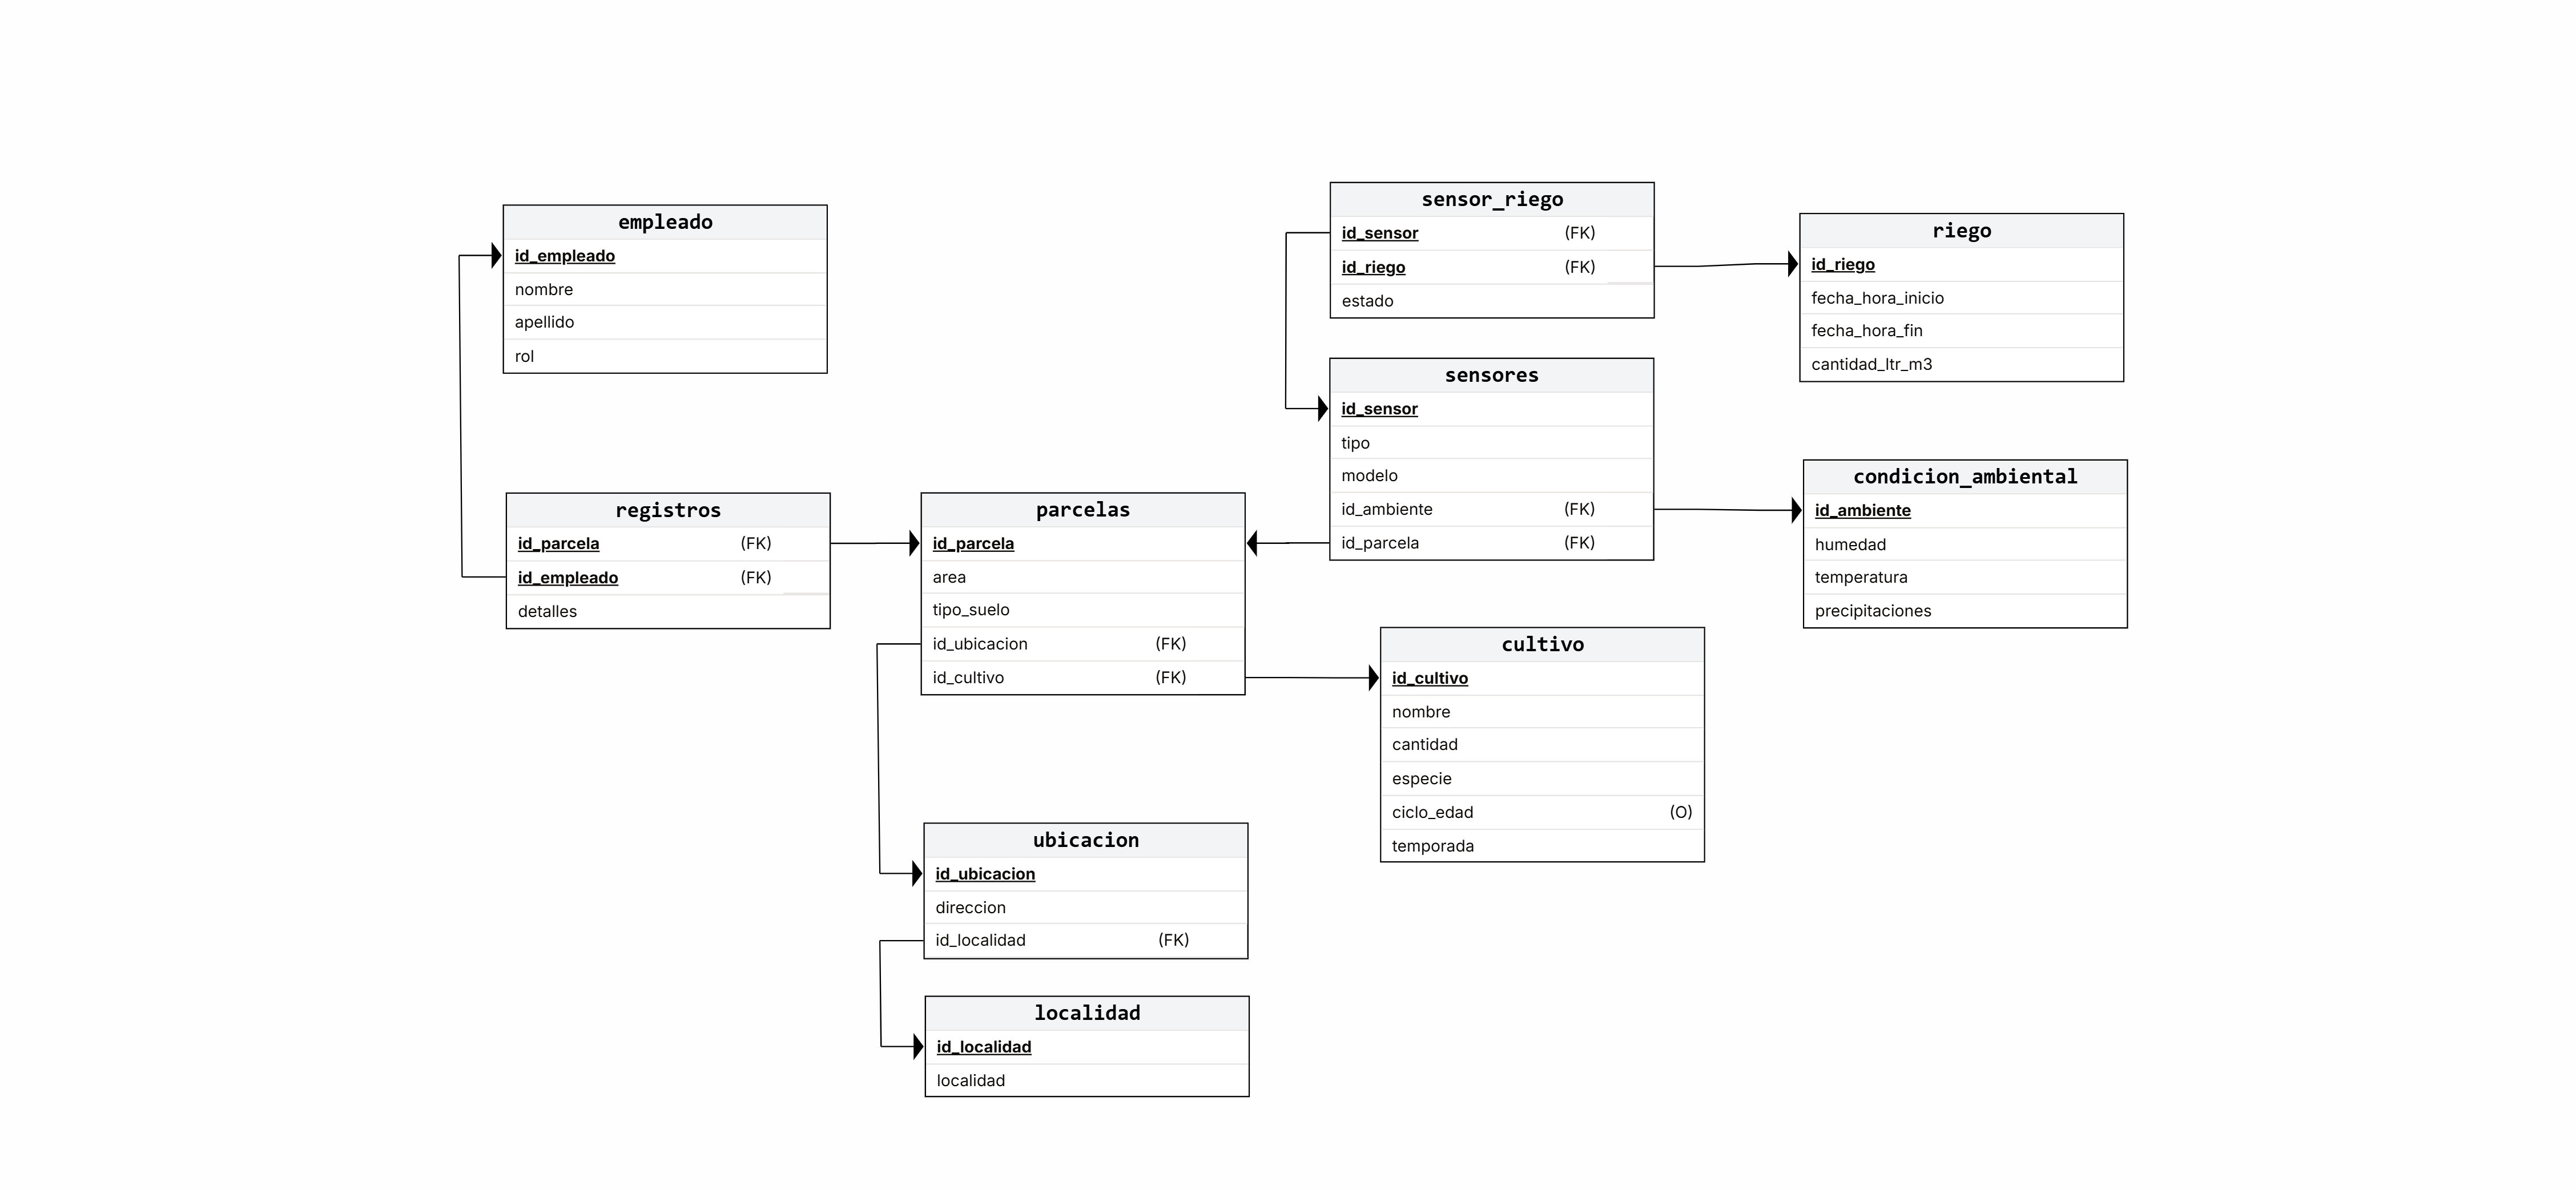 empleado
id_empleado
nombre
apellido
rol
registros
id_parcela (FK)
id_empleado (FK)
detalles
parcelas
id_parcela
area
tipo_suelo
id_ubicacion (FK)
id_cultivo (FK)
ubicacion
id_ubicacion
direccion
id_localidad (FK)
localidad
id_localidad
localidad
sensor_riego
id_sensor (FK)
id_riego (FK)
estado
sensores
id_sensor
tipo
modelo
id_ambiente (FK)
id_parcela (FK)
cultivo
id_cultivo
nombre
cantidad
especie
ciclo_edad (O)
temporada
riego
id_riego
fecha_hora_inicio
fecha_hora_fin
cantidad_ltr_m3
condicion_ambiental
id_ambiente
humedad
temperatura
precipitaciones